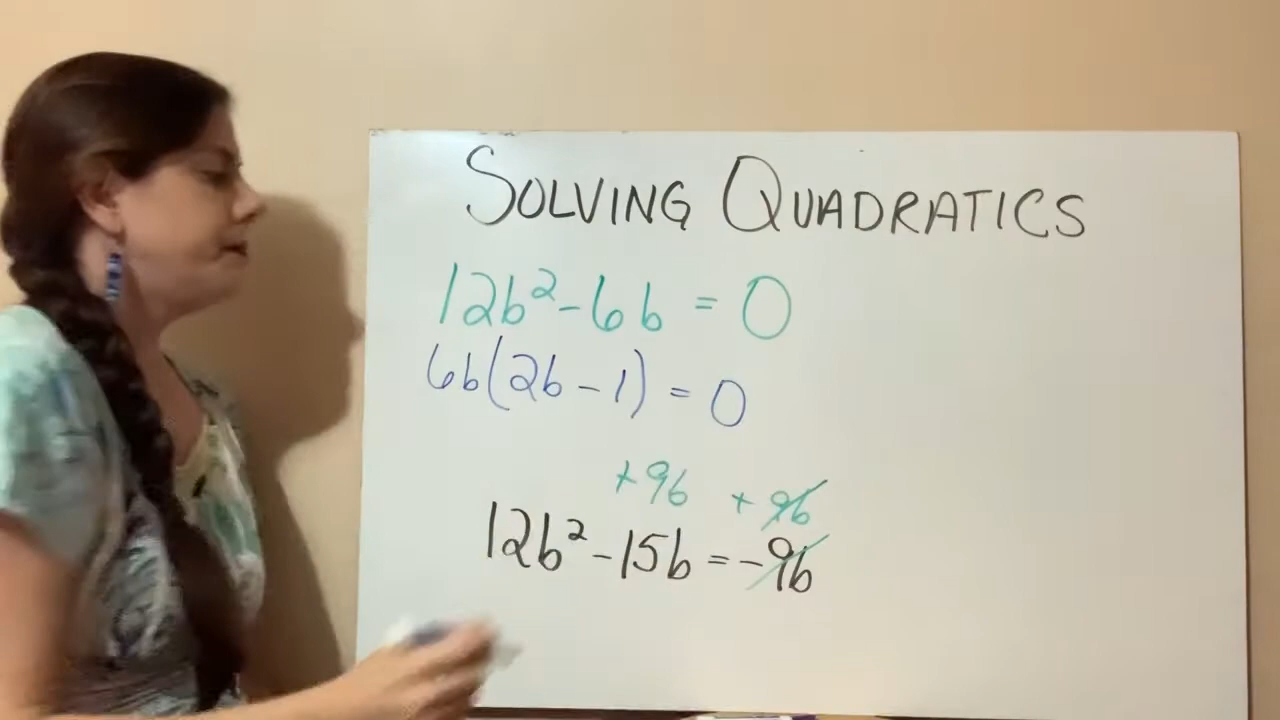 SOLVING QUADRATICS
12b² - 6b = 0
6b(2b - 1) = 0
+9b +9b
12b² - 15b = -9b